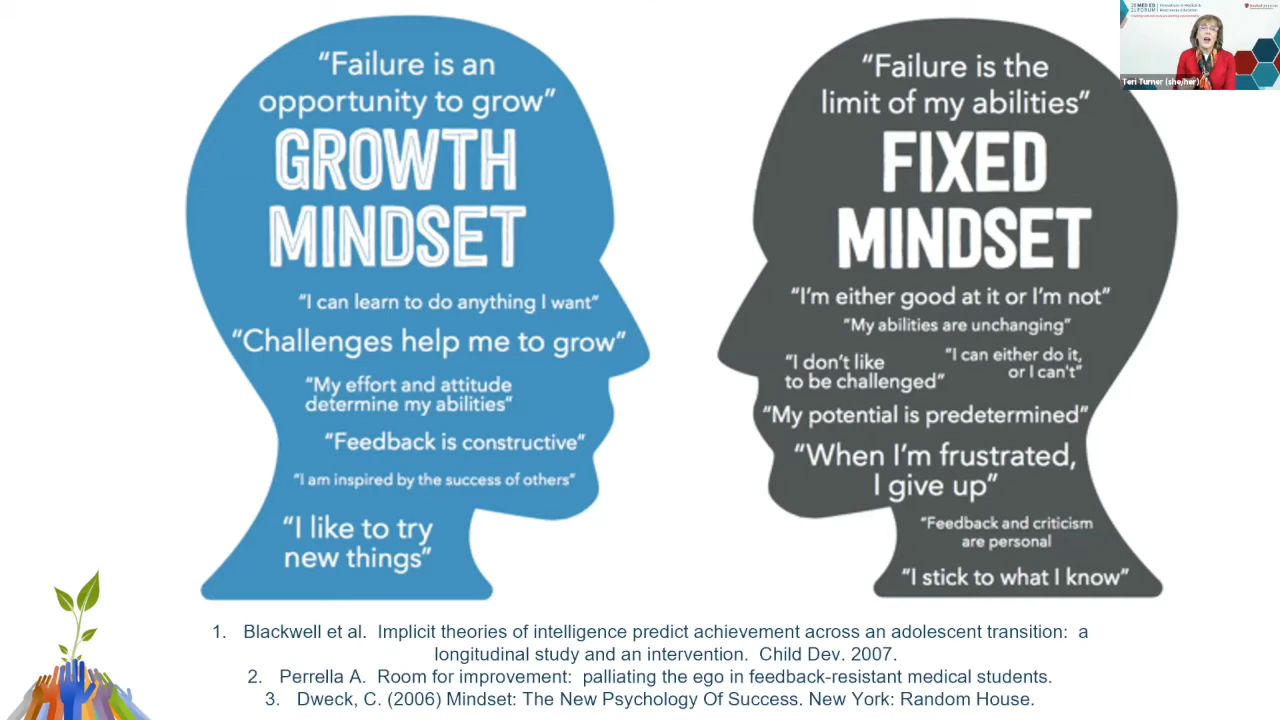 “Failure is an
opportunity to grow”
GROWTH
MINDSET
“I can learn to do anything I want”
“Challenges help me to grow”
“My effort and attitude
determine my abilities”
“Feedback is constructive”
“I am inspired by the success of others”
“I like to try
new things”
“Failure is the
limit of my abilities”
FIXED
MINDSET
“I’m either good at it or I’m not”
“My abilities are unchanging”
“I don’t like
to be challenged”
“I can either do it,
or I can't”
“My potential is predetermined”
“When I’m frustrated,
I give up”
“Feedback and criticism
are personal
“I stick to what I know”
Teri Turner (she/her)
1. Blackwell et al. Implicit theories of intelligence predict achievement across an adolescent transition: a
longitudinal study and an intervention. Child Dev. 2007.
2. Perrella A. Room for improvement: palliating the ego in feedback-resistant medical students.
3. Dweck, C. (2006) Mindset: The New Psychology Of Success. New York: Random House.